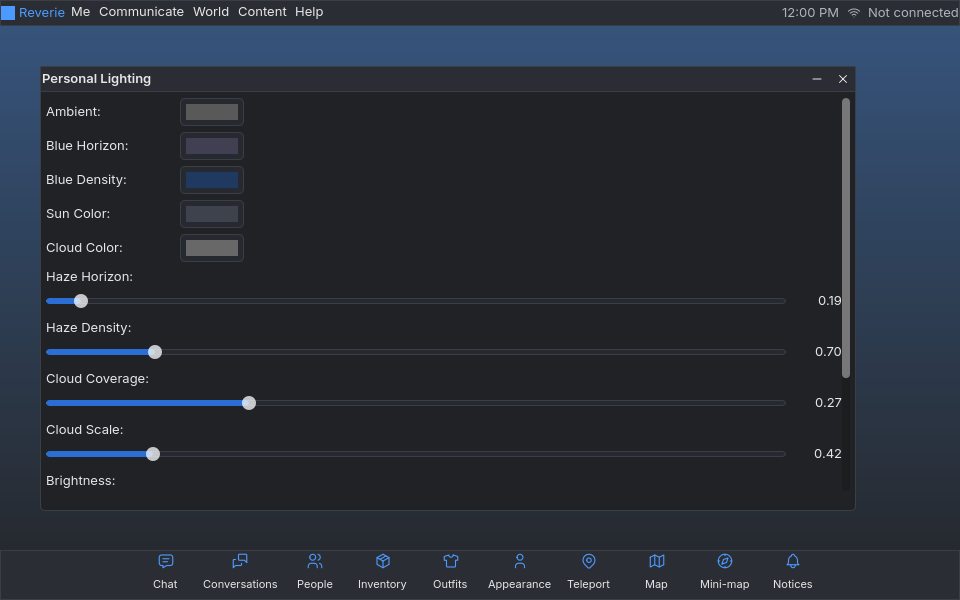 Reverie Me Communicate World Content Help 12:00 PM Not connected
Personal Lighting
Ambient:
Blue Horizon:
Blue Density:
Sun Color:
Cloud Color:
Haze Horizon:
0.19
Haze Density:
0.70
Cloud Coverage:
0.27
Cloud Scale:
0.42
Brightness:
Chat Conversations People Inventory Outfits Appearance Teleport Map Mini-map Notices